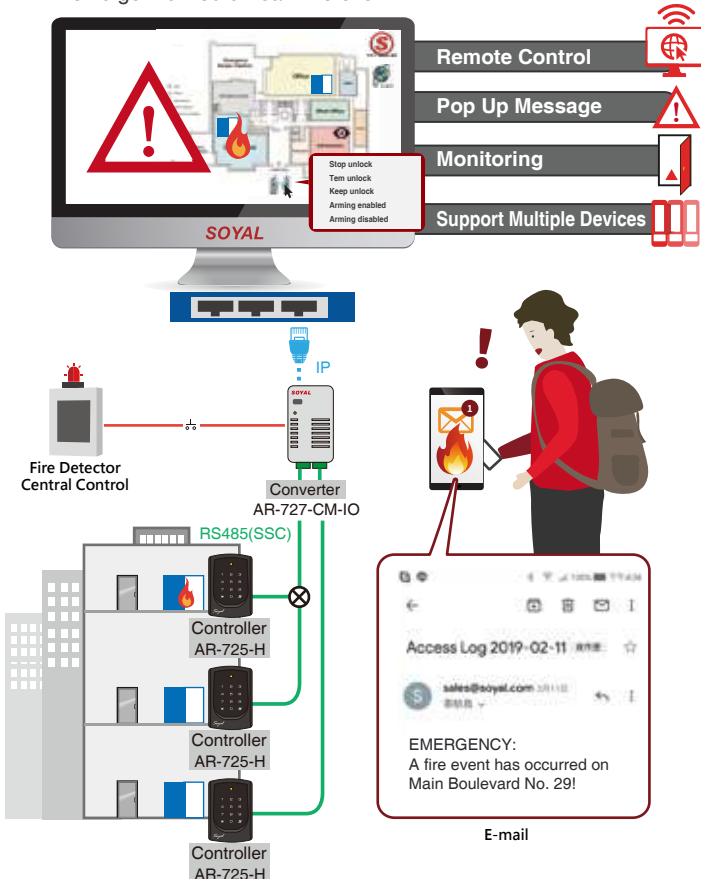 Remote Control
Pop Up Message
Monitoring
Support Multiple Devices
Office
Stop unlock
Tem unlock
Keep unlock
Arming enabled
Arming disabled
SOYAL
IP
SOYAL
Fire Detector
Central Control
Converter
AR-727-CM-IO
RS485(SSC)
Controller
AR-725-H
Controller
AR-725-H
Controller
AR-725-H
1
Access Log 2019-02-11
S
sales@soyal.com
EMERGENCY:
A fire event has occurred on
Main Boulevard No. 29!
E-mail